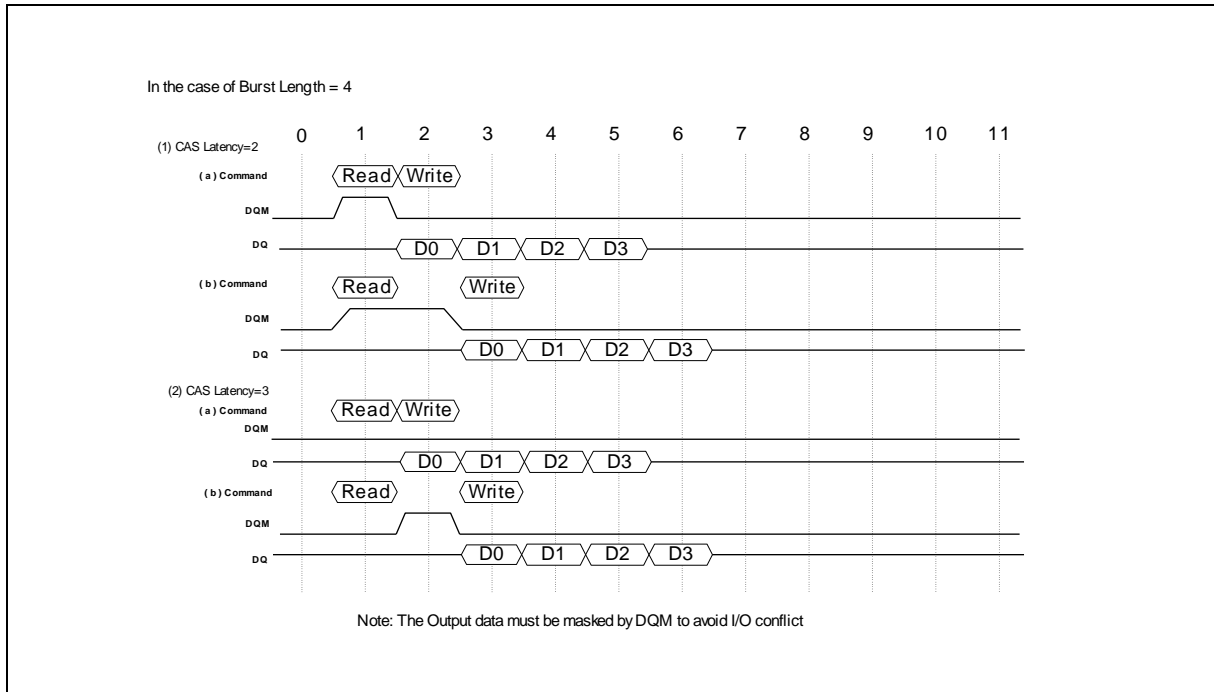 In the case of Burst Length = 4
0 1 2 3 4 5 6 7 8 9 10 11
(1) CAS Latency=2
( a ) Command Read Write
DQM
DQ D0 D1 D2 D3
( b ) Command Read Write
DQM
DQ D0 D1 D2 D3
(2) CAS Latency=3
( a ) Command Read Write
DQM
DQ D0 D1 D2 D3
( b ) Command Read Write
DQM
DQ D0 D1 D2 D3
Note: The Output data must be masked by DQM to avoid I/O conflict